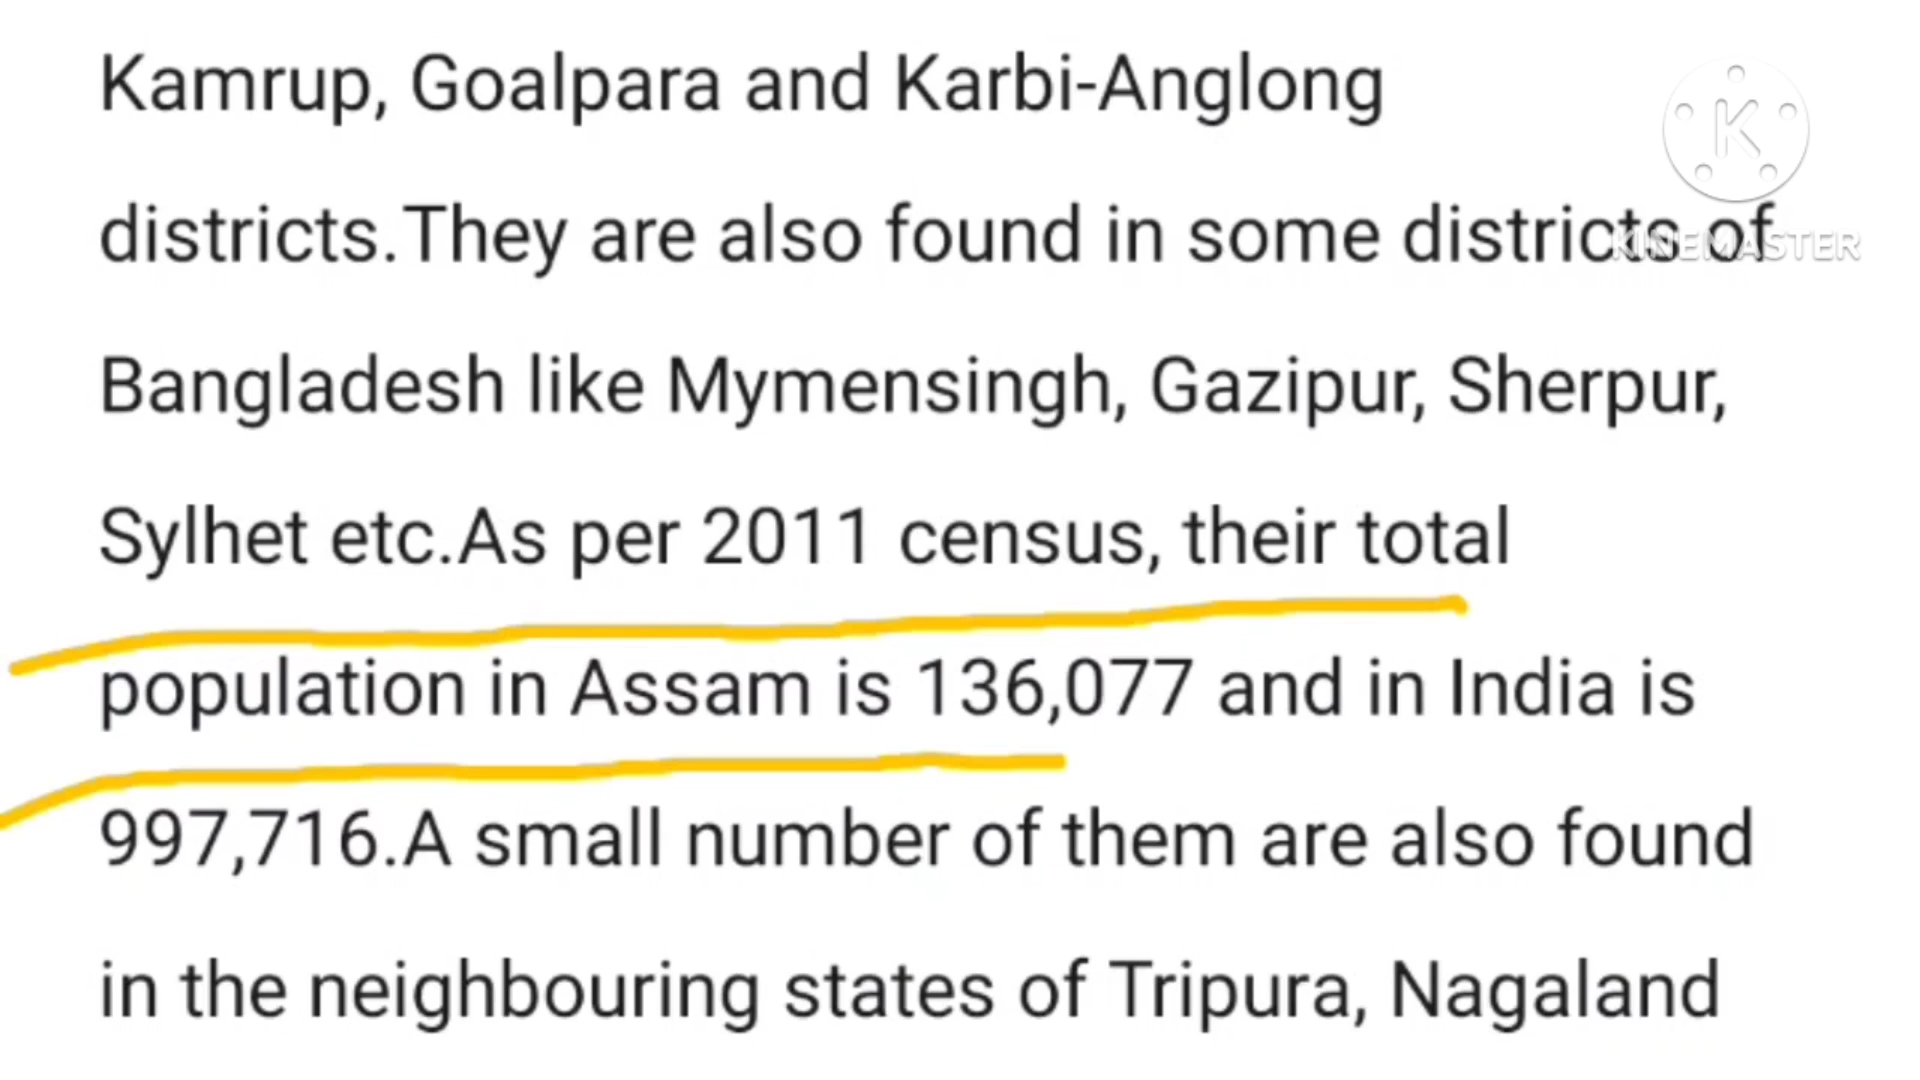 Kamrup, Goalpara and Karbi-Anglong
districts.They are also found in some districts of
Bangladesh like Mymensingh, Gazipur, Sherpur,
Sylhet etc.As per 2011 census, their total
population in Assam is 136,077 and in India is
997,716.A small number of them are also found
in the neighbouring states of Tripura, Nagaland
K
KINEMASTER